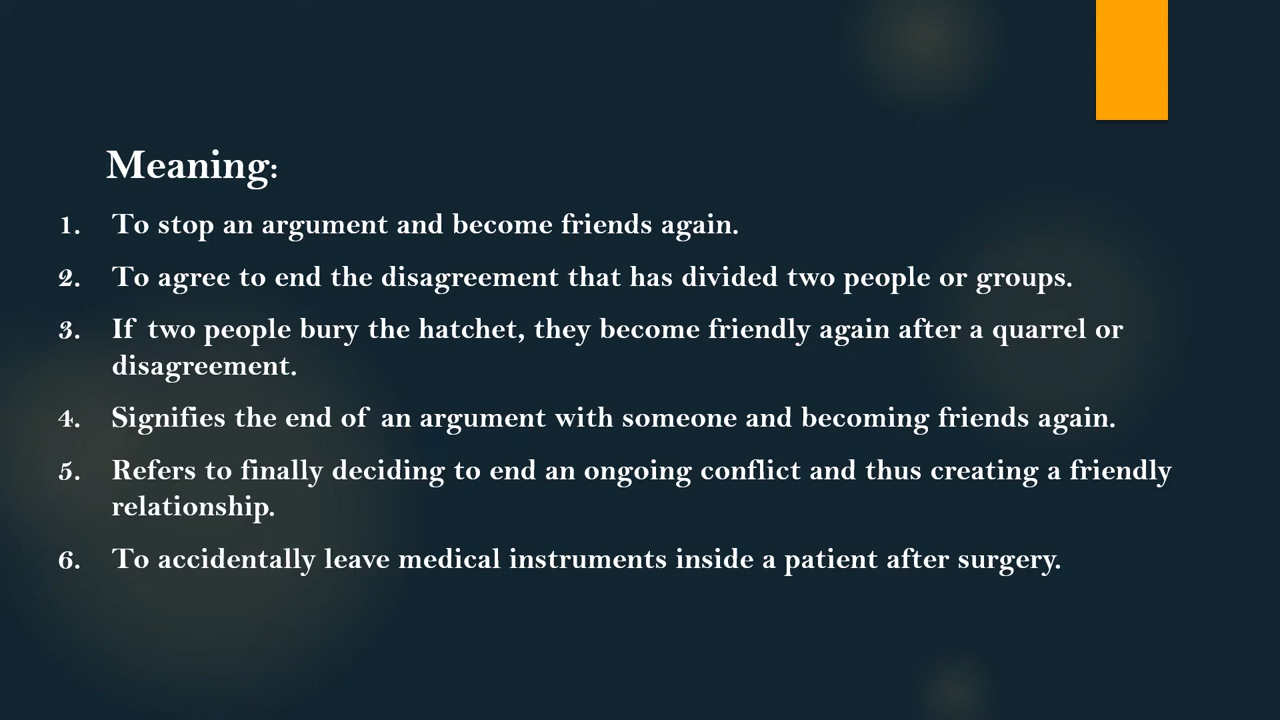 Meaning:
1. To stop an argument and become friends again.
2. To agree to end the disagreement that has divided two people or groups.
3. If two people bury the hatchet, they become friendly again after a quarrel or
disagreement.
4. Signifies the end of an argument with someone and becoming friends again.
5. Refers to finally deciding to end an ongoing conflict and thus creating a friendly
relationship.
6. To accidentally leave medical instruments inside a patient after surgery.